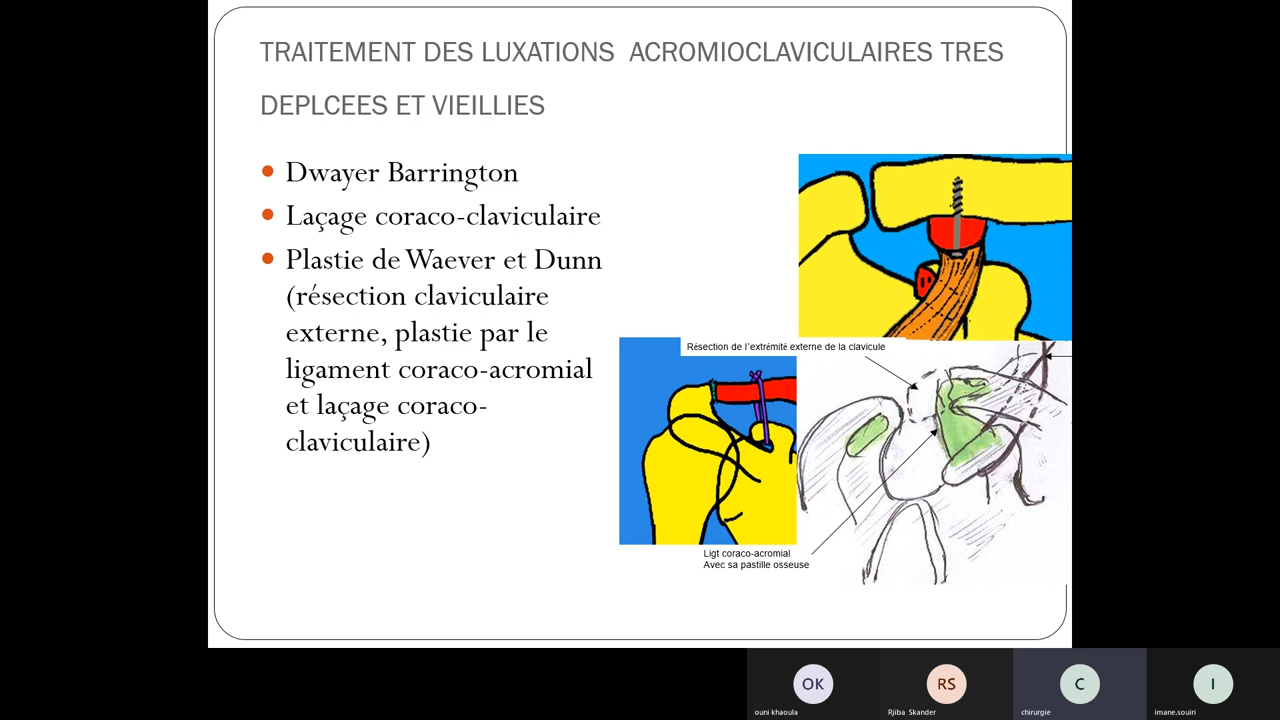 TRAITEMENT DES LUXATIONS ACROMIOCLAVICULAIRES TRES
DEPLCEES ET VIEILLIES
Dwayer Barrington
Laçage coraco-claviculaire
Plastie de Waever et Dunn
(résection claviculaire
externe, plastie par le
ligament coraco-acromial
et laçage coraco-
claviculaire)
Résection de l'extrémité externe de la clavicule
Ligt coraco-acromial
Avec sa pastille osseuse
OK
RS
C
I
ouni khaoula
Rjiba Skander
chirurgie
imane.souiri